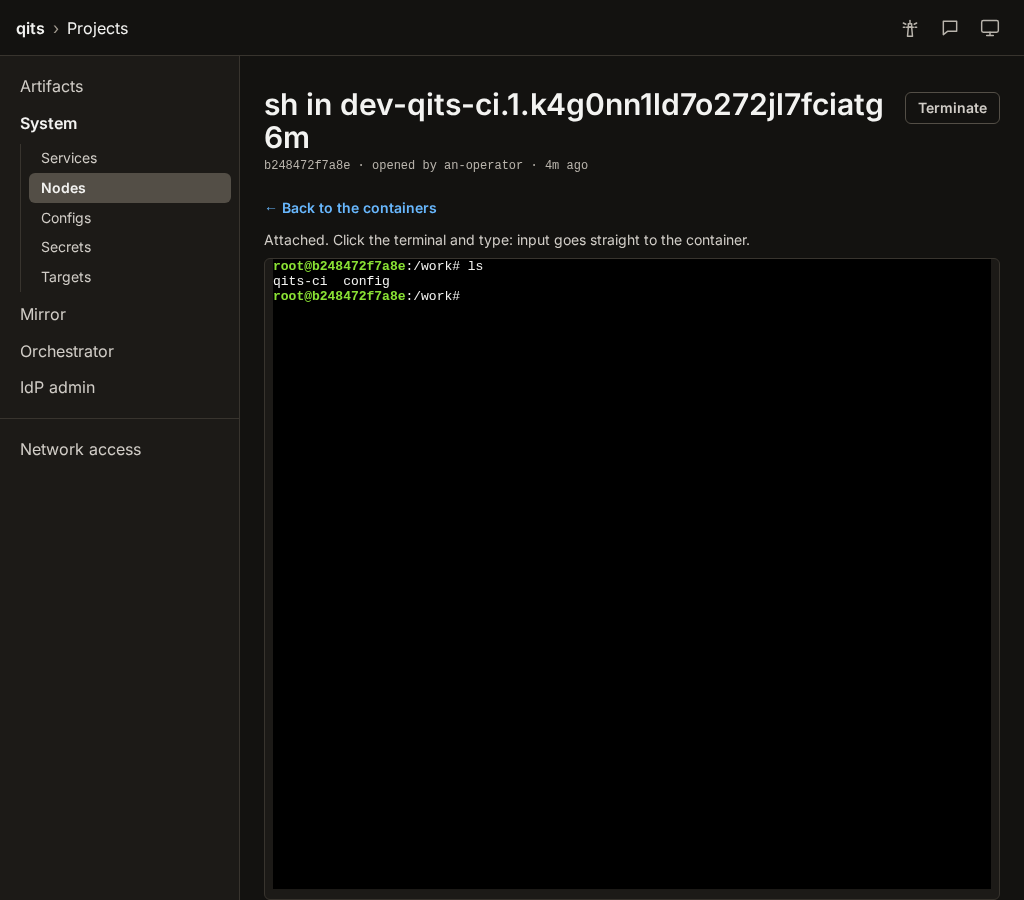 qits › Projects
Artifacts
System
Services
Nodes
Configs
Secrets
Targets
Mirror
Orchestrator
IdP admin
Network access
sh in dev-qits-ci.1.k4g0nn1ld7o272jl7fciatg
6m
Terminate
b248472f7a8e · opened by an-operator · 4m ago
← Back to the containers
Attached. Click the terminal and type: input goes straight to the container.
root@b248472f7a8e:/work# ls
qits-ci  config
root@b248472f7a8e:/work#